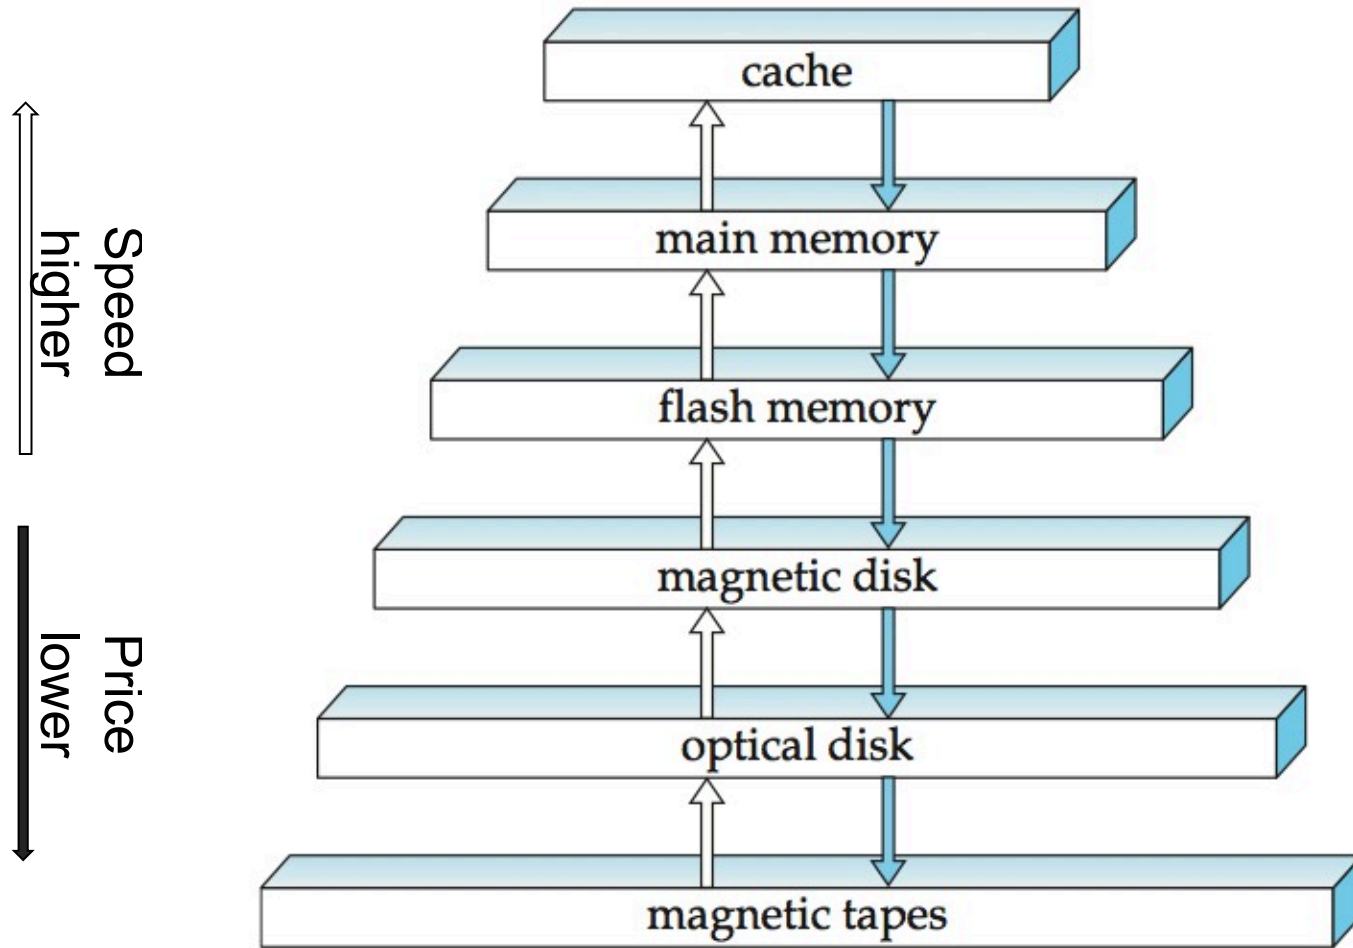 cache
main memory
flash memory
magnetic disk
optical disk
magnetic tapes
Speed
higher
Price
lower